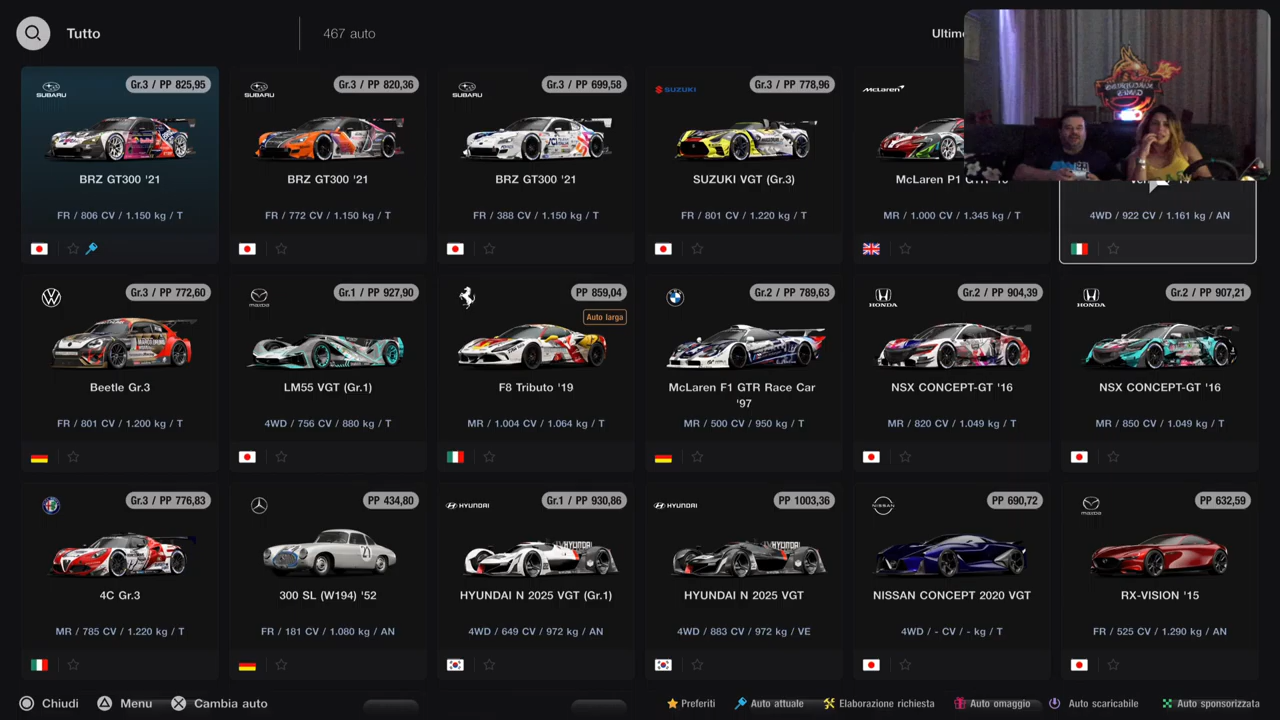 Tutto
467 auto
Ultime
SUBARU
Gr.3 / PP 825,95
BRZ GT300 '21
FR / 806 CV / 1.150 kg / T
SUBARU
Gr.3 / PP 820,36
BRZ GT300 '21
FR / 772 CV / 1.150 kg / T
SUBARU
Gr.3 / PP 699,58
BRZ GT300 '21
FR / 388 CV / 1.150 kg / T
SUZUKI
Gr.3 / PP 778,96
SUZUKI VGT (Gr.3)
FR / 801 CV / 1.220 kg / T
McLaren
McLaren P1
MR / 1.000 CV / 1.345 kg / T
4WD / 922 CV / 1.161 kg / AN
Gr.3 / PP 772,60
Beetle Gr.3
FR / 801 CV / 1.200 kg / T
mazda
Gr.1 / PP 927,90
LM55 VGT (Gr.1)
4WD / 756 CV / 880 kg / T
PP 859,04
Auto larga
F8 Tributo '19
MR / 1.004 CV / 1.064 kg / T
Gr.2 / PP 789,63
McLaren F1 GTR Race Car
'97
MR / 500 CV / 950 kg / T
HONDA
Gr.2 / PP 904,39
NSX CONCEPT-GT '16
MR / 820 CV / 1.049 kg / T
HONDA
Gr.2 / PP 907,21
NSX CONCEPT-GT '16
MR / 850 CV / 1.049 kg / T
Gr.3 / PP 776,83
4C Gr.3
MR / 785 CV / 1.220 kg / T
PP 434,80
21
300 SL (W194) '52
FR / 181 CV / 1.080 kg / AN
HYUNDAI
Gr.1 / PP 930,86
HYUNDAI
HYUNDAI N 2025 VGT (Gr.1)
4WD / 649 CV / 972 kg / AN
HYUNDAI
PP 1003,36
HYUNDAI
HYUNDAI N 2025 VGT
4WD / 883 CV / 972 kg / VE
NISSAN
PP 690,72
NISSAN CONCEPT 2020 VGT
4WD / - CV / - kg / T
mazda
PP 632,59
RX-VISION '15
FR / 525 CV / 1.290 kg / AN
Chiudi
Menu
Cambia auto
Preferiti
Auto attuale
Elaborazione richiesta
Auto omaggio
Auto scaricabile
Auto sponsorizzata